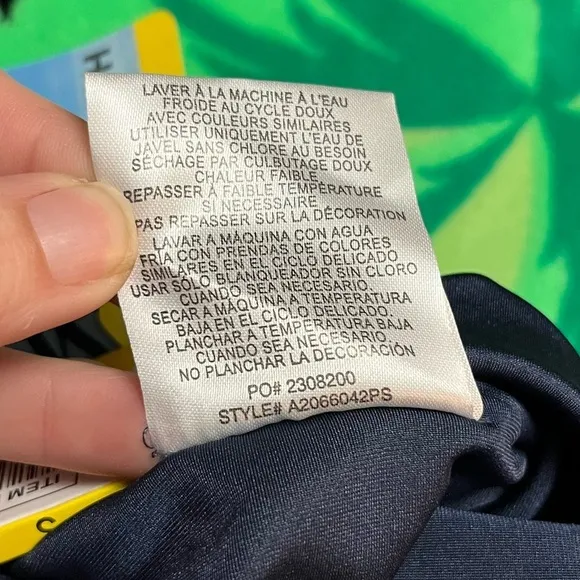 LAVER À LA MACHINE À L'EAU
FROIDE AU CYCLE DOUX
AVEC COULEURS SIMILAIRES
UTILISER UNIQUEMENT L'EAU DE
JAVEL SANS CHLORE AU BESOIN
SÉCHAGE PAR CULBUTAGE DOUX
CHALEUR FAIBLE
REPASSER À FAIBLE TEMPÉRATURE
SI NECESSAIRE
PAS REPASSER SUR LA DÉCORATION
LAVAR A MÁQUINA CON AGUA
FRÍA CON PRENDAS DE COLORES
SIMILARES EN EL CICLO DELICADO
USAR SÓLO BLANQUEADOR SIN CLORO
CUANDO SEA NECESARIO.
SECAR A MÁQUINA A TEMPERATURA
BAJA EN EL CICLO DELICADO.
PLANCHAR A TEMPERATURA BAJA
CUANDO SEA NECESARIO.
NO PLANCHAR LA DECORACIÓN
PO# 2308200
STYLE# A2066042PS
H
ITEM